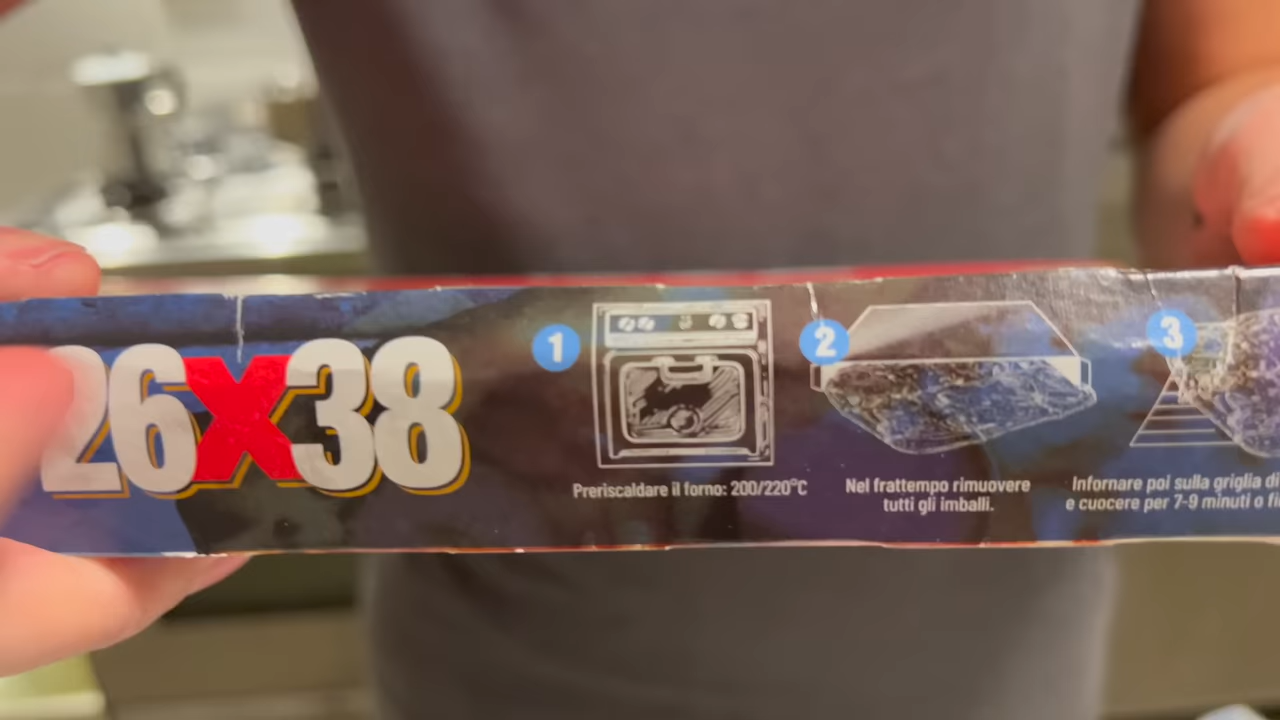 26x38
1
Preriscaldare il forno: 200/220°C
2
Nel frattempo rimuovere
tutti gli imballi.
3
Infornare poi sulla griglia di
e cuocere per 7-9 minuti o